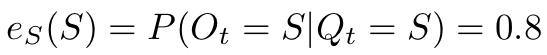 e_S(S) = P(O_t = S|Q_t = S) = 0.8